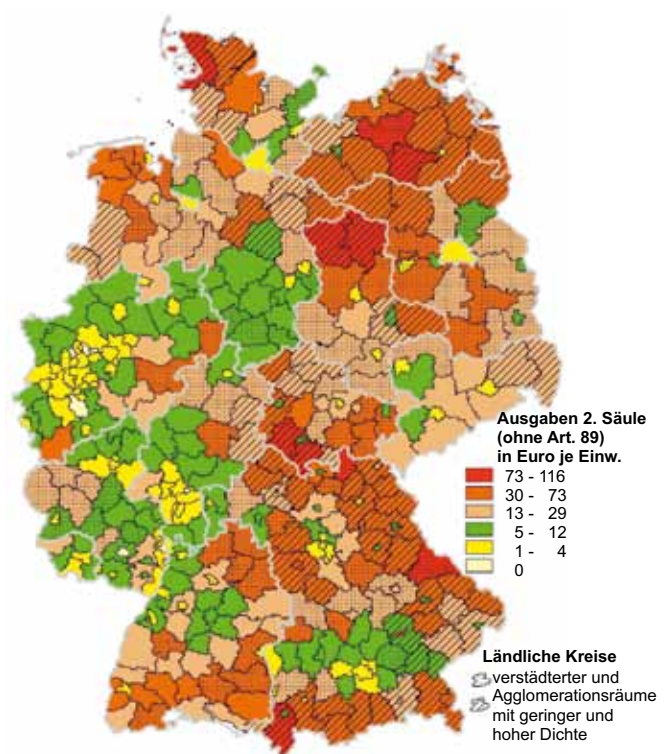 Ausgaben 2. Säule
(ohne Art. 89)
in Euro je Einw.
73 - 116
30 - 73
13 - 29
5 - 12
1 - 4
0
Ländliche Kreise
verstädterter und
Agglomerationsräume
mit geringer und
hoher Dichte